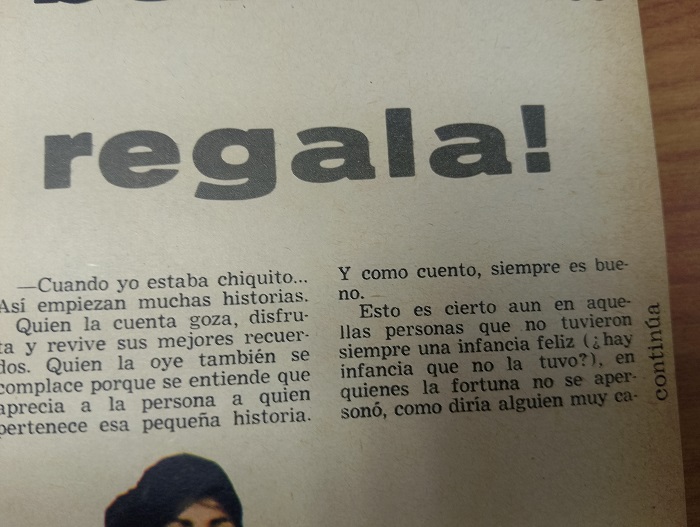 regala!
—Cuando yo estaba chiquito...
Así empiezan muchas historias.
Quien la cuenta goza, disfru-
ta y revive sus mejores recuer-
dos. Quien la oye también se
complace porque se entiende que
aprecia a la persona a quien
pertenece esa pequeña historia.
Y como cuento, siempre es bue-
no.
Esto es cierto aun en aque-
llas personas que no tuvieron
siempre una infancia feliz (¿hay
infancia que no la tuvo?), en
quienes la fortuna no se aper-
sonó, como diría alguien muy ca-
continúa